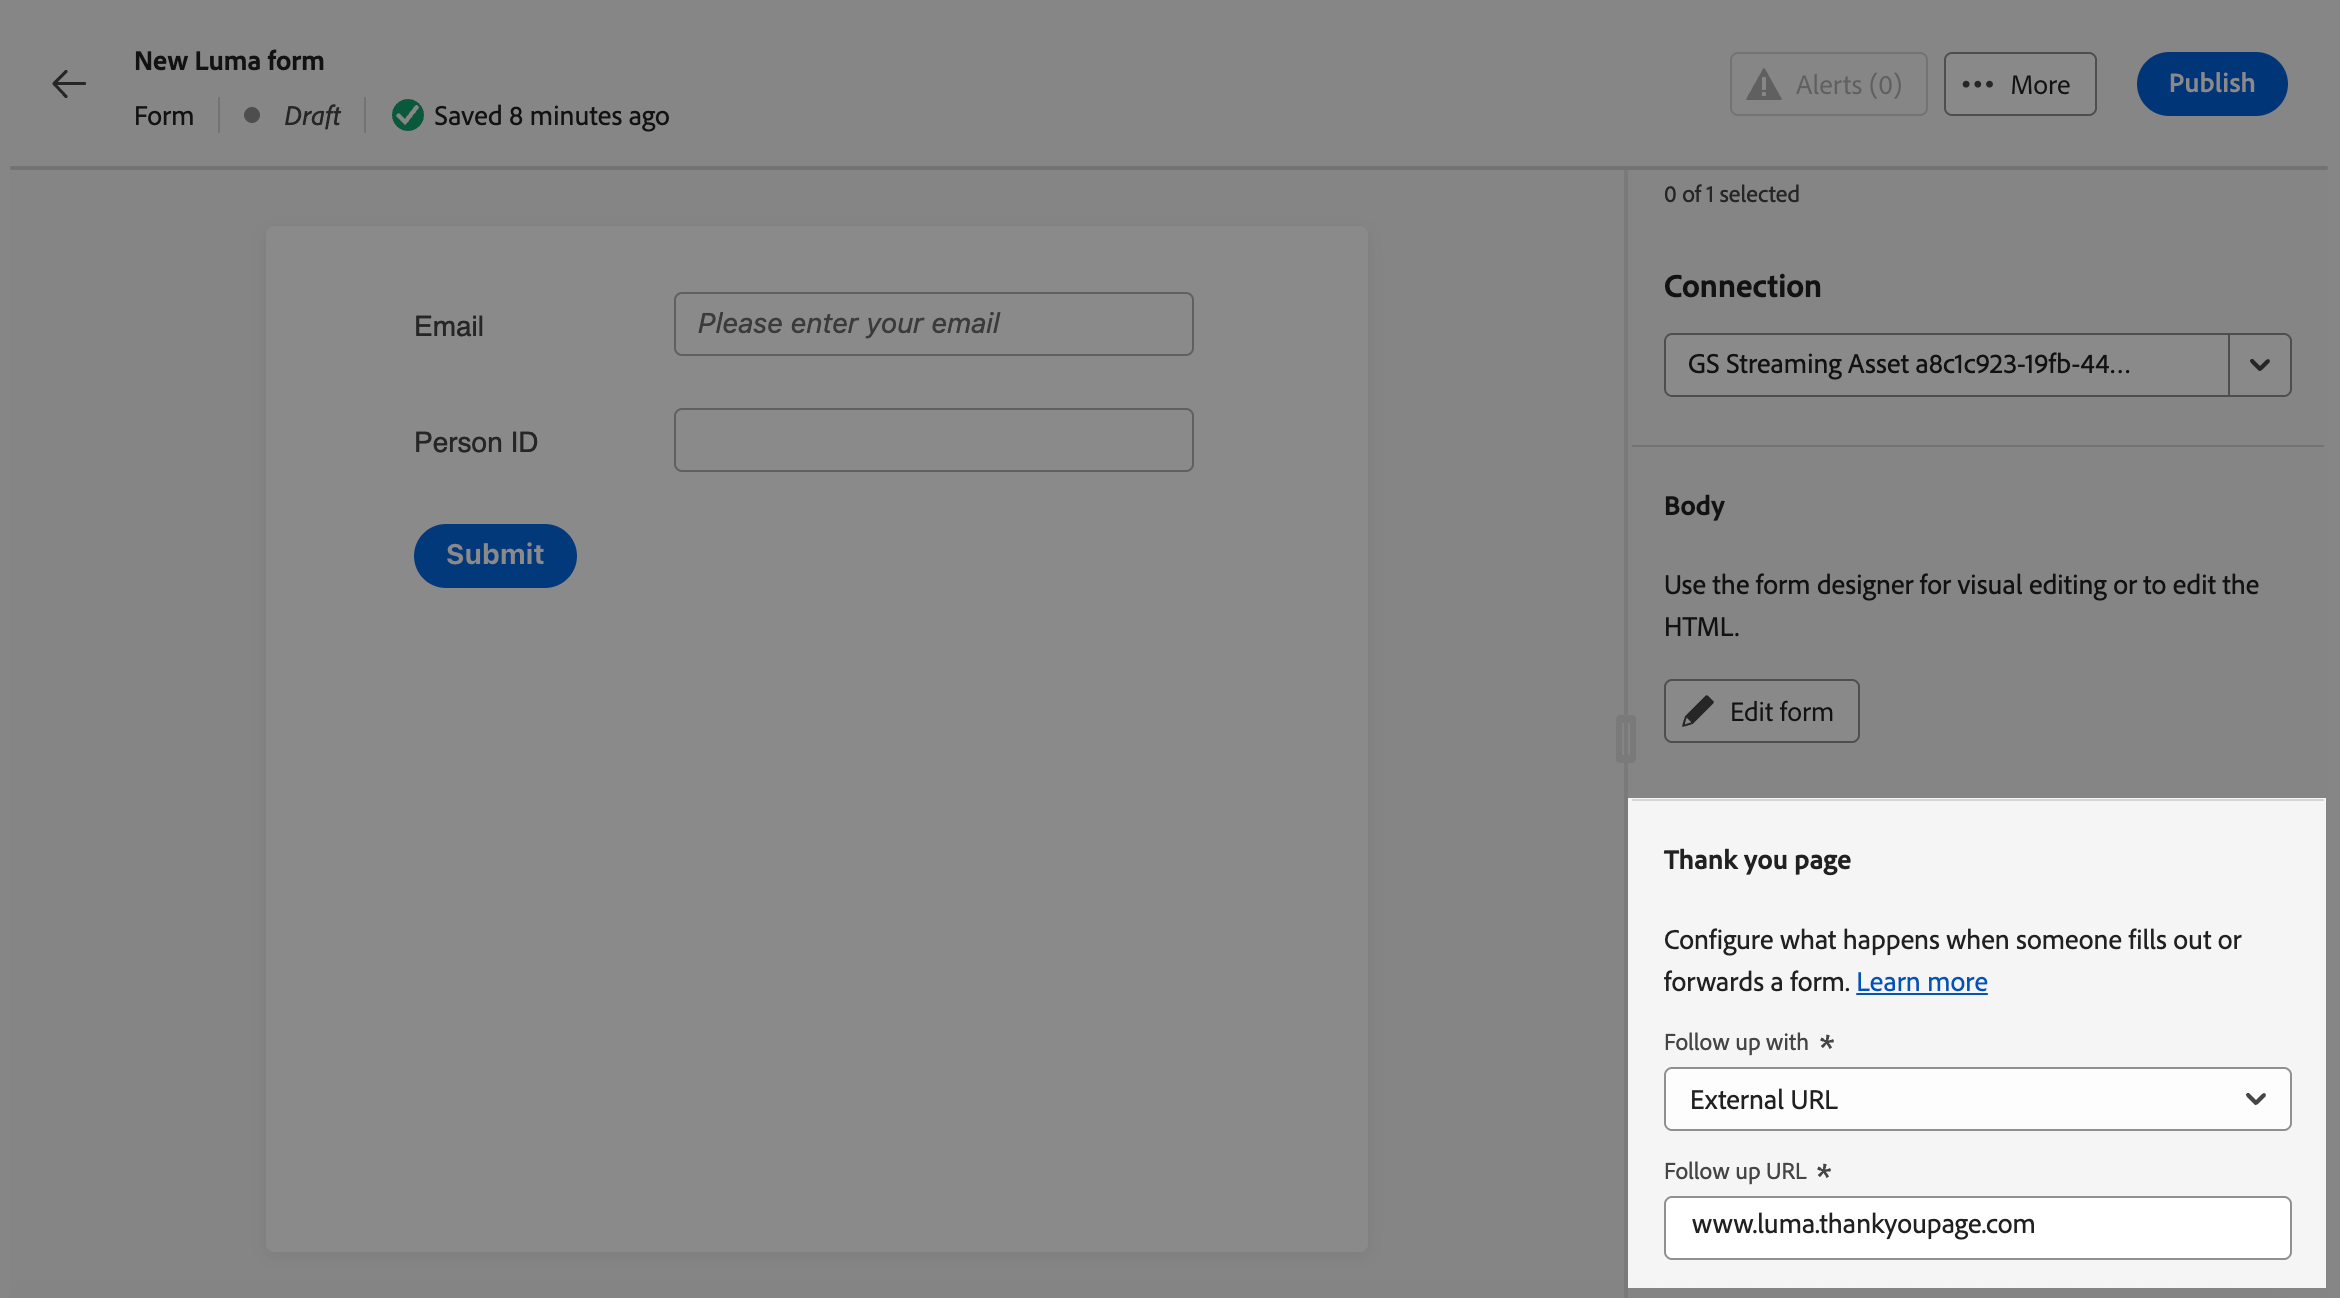 New Luma form
Form Draft Saved 8 minutes ago
Alerts (0)
More
Publish
Email
Please enter your email
Person ID
Submit
0 of 1 selected
Connection
GS Streaming Asset a8c1c923-19fb-44...
Body
Use the form designer for visual editing or to edit the
HTML.
Edit form
Thank you page
Configure what happens when someone fills out or
forwards a form. Learn more
Follow up with *
External URL
Follow up URL *
www.luma.thankyoupage.com